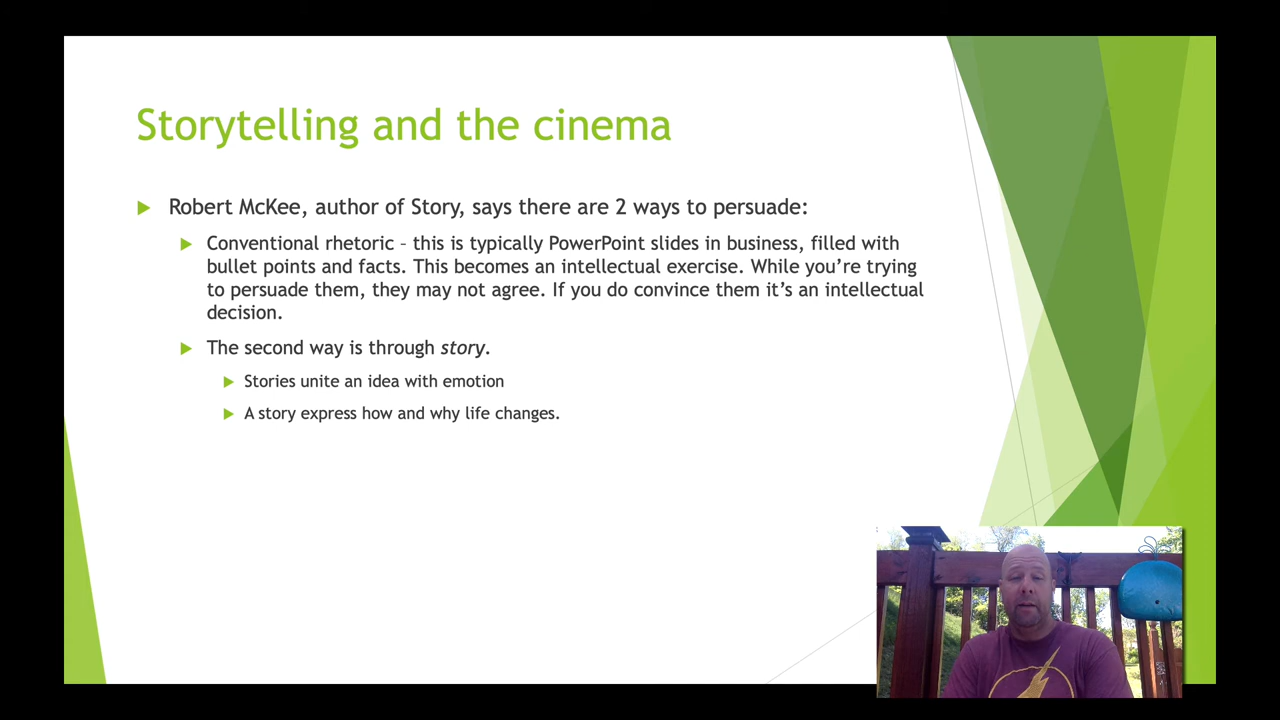 Storytelling and the cinema
Robert McKee, author of Story, says there are 2 ways to persuade:
Conventional rhetoric – this is typically PowerPoint slides in business, filled with
bullet points and facts. This becomes an intellectual exercise. While you’re trying
to persuade them, they may not agree. If you do convince them it’s an intellectual
decision.
The second way is through story.
Stories unite an idea with emotion
A story express how and why life changes.